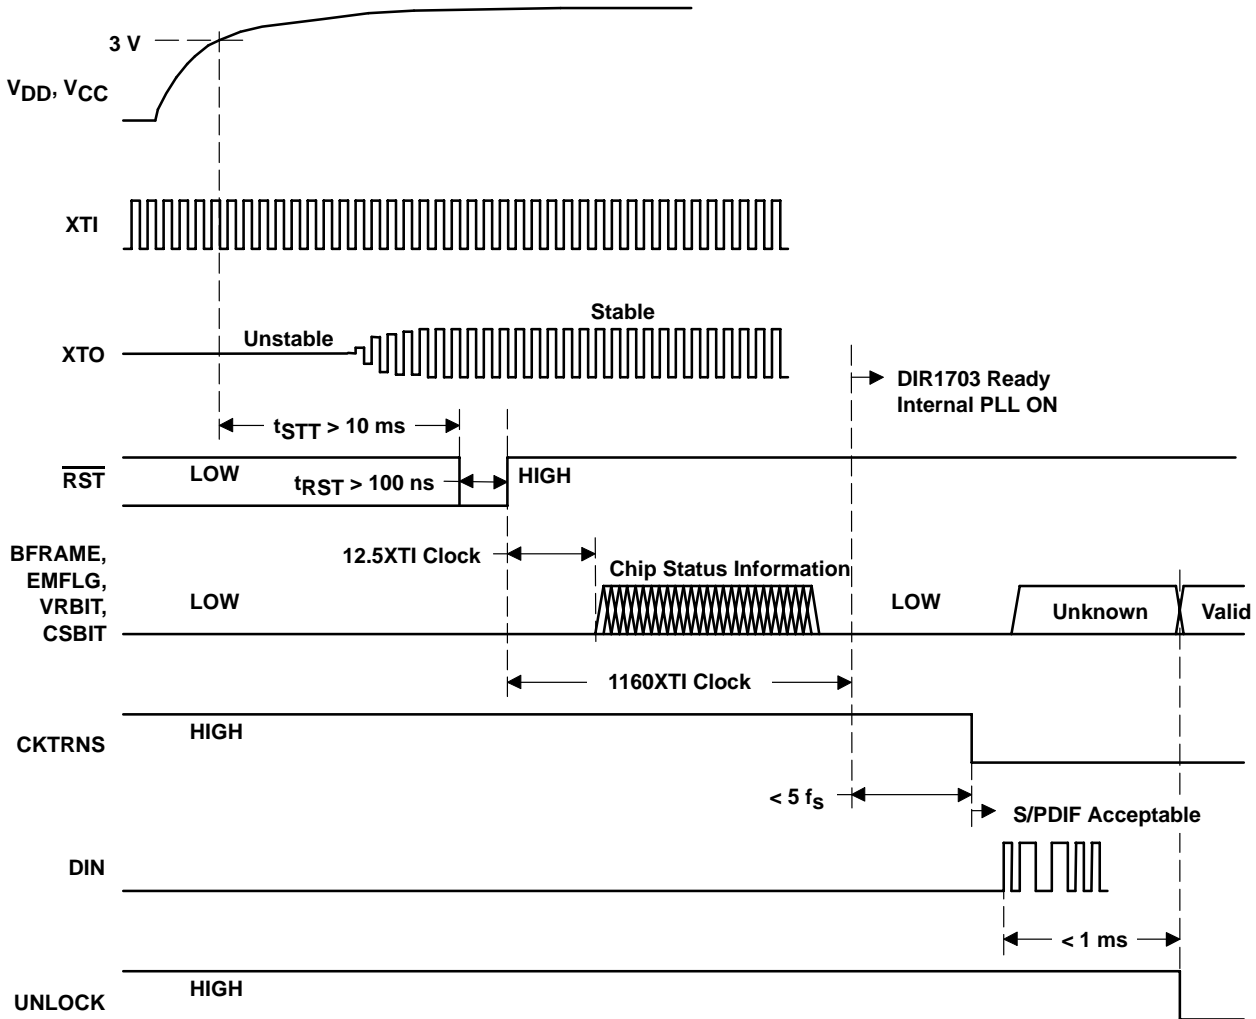 3 V
VDD, VCC
XTI
Stable
Unstable
XTO
DIR1703 Ready
Internal PLL ON
tSTT > 10 ms
RST
LOW
HIGH
tRST > 100 ns
BFRAME,
EMFLG,
VRBIT,
CSBIT
12.5XTI Clock
Chip Status Information
LOW
LOW
Unknown
Valid
1160XTI Clock
HIGH
CKTRNS
< 5 fs
S/PDIF Acceptable
DIN
< 1 ms
HIGH
UNLOCK